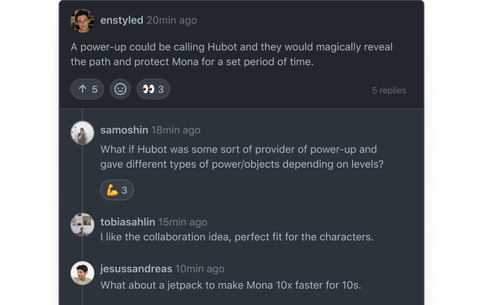 enstyled 20min ago
A power-up could be calling Hubot and they would magically reveal
the path and protect Mona for a set period of time.
5
3
5 replies
samoshin 18min ago
What if Hubot was some sort of provider of power-up and
gave different types of power/objects depending on levels?
3
tobiasahlin 15min ago
I like the collaboration idea, perfect fit for the characters.
jesussandreas 10min ago
What about a jetpack to make Mona 10x faster for 10s.